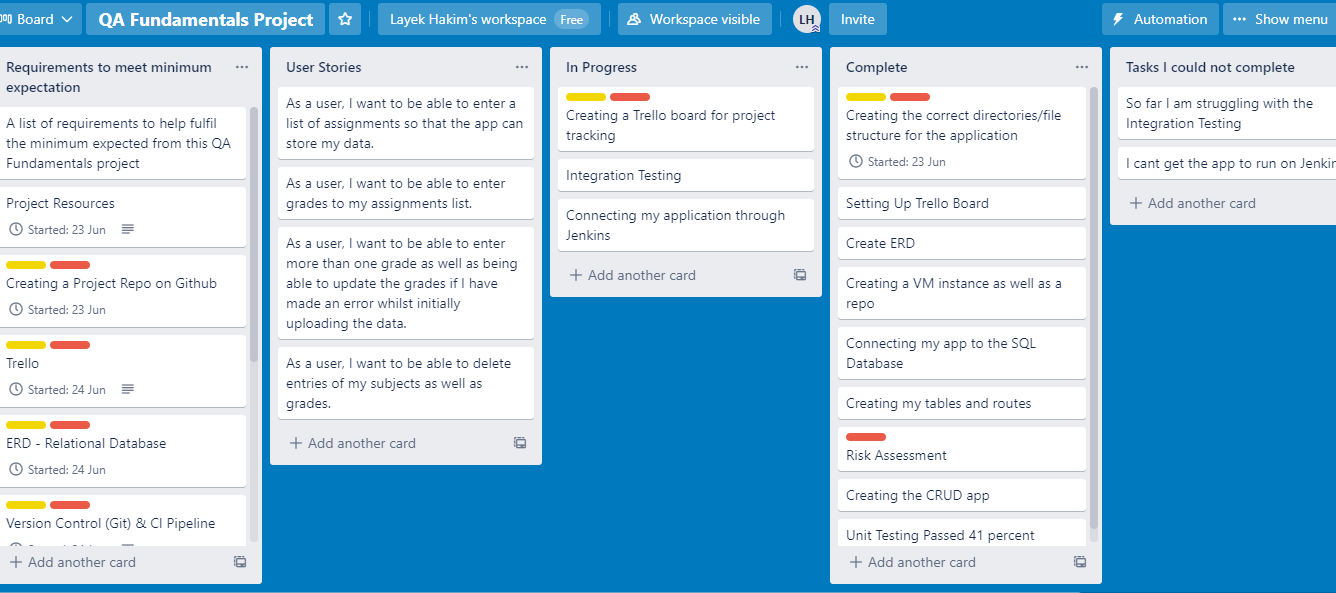 Board
QA Fundamentals Project
Layek Hakim's workspace Free
Workspace visible
LH
Invite
Automation
Show menu
Requirements to meet minimum
expectation
A list of requirements to help fulfil
the minimum expected from this QA
Fundamentals project
Project Resources
Started: 23 Jun
Creating a Project Repo on Github
Started: 23 Jun
Trello
Started: 24 Jun
ERD - Relational Database
Started: 24 Jun
Version Control (Git) & CI Pipeline
+ Add another card
User Stories
As a user, I want to be able to enter a
list of assignments so that the app can
store my data.
As a user, I want to be able to enter
grades to my assignments list.
As a user, I want to be able to enter
more than one grade as well as being
able to update the grades if I have
made an error whilst initially
uploading the data.
As a user, I want to be able to delete
entries of my subjects as well as
grades.
+ Add another card
In Progress
Creating a Trello board for project
tracking
Integration Testing
Connecting my application through
Jenkins
+ Add another card
Complete
Creating the correct directories/file
structure for the application
Started: 23 Jun
Setting Up Trello Board
Create ERD
Creating a VM instance as well as a
repo
Connecting my app to the SQL
Database
Creating my tables and routes
Risk Assessment
Creating the CRUD app
Unit Testing Passed 41 percent
+ Add another card
Tasks I could not complete
So far I am struggling with the
Integration Testing
I cant get the app to run on Jenkin
+ Add another card